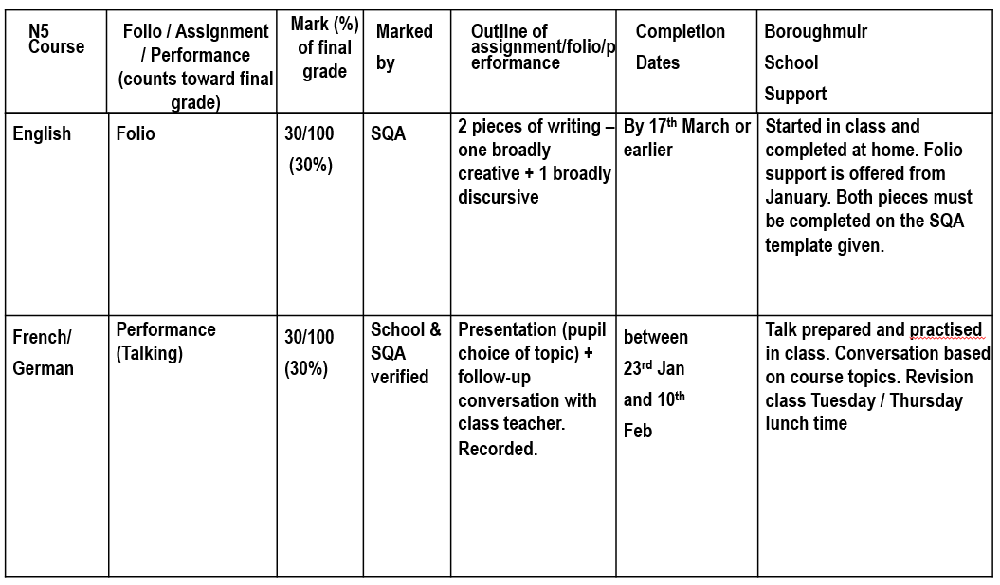 N5
Course
Folio / Assignment
/ Performance
(counts toward final
grade)
Mark (%)
of final
grade
Marked
by
Outline of
assignment/folio/p
erformance
Completion
Dates
Boroughmuir
School
Support
English
Folio
30/100
(30%)
SQA
2 pieces of writing –
one broadly
creative + 1 broadly
discursive
By 17th March or
earlier
Started in class and
completed at home. Folio
support is offered from
January. Both pieces must
be completed on the SQA
template given.
French/
German
Performance
(Talking)
30/100
(30%)
School &
SQA
verified
Presentation (pupil
choice of topic) +
follow-up
conversation with
class teacher.
Recorded.
between
23rd Jan
and 10th
Feb
Talk prepared and practised
in class. Conversation based
on course topics. Revision
class Tuesday / Thursday
lunch time